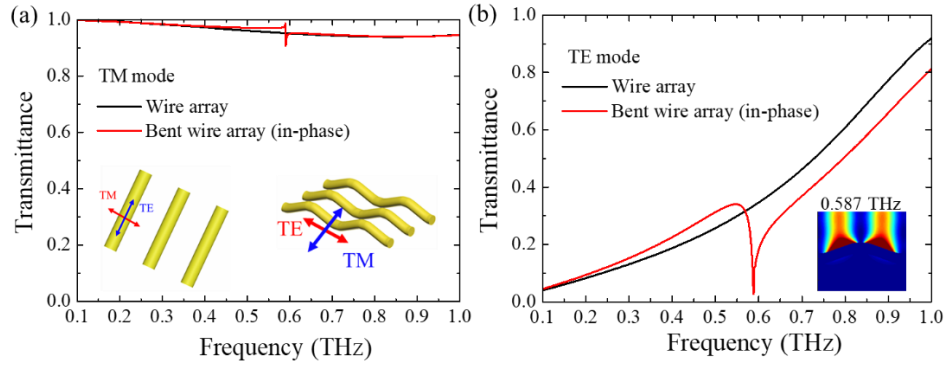 (a)
1.0
0.8
0.6
0.4
0.2
0.0
Transmittance
TM mode
Wire array
Bent wire array (in-phase)
TM
TE
TE
TM
0.1 0.2 0.3 0.4 0.5 0.6 0.7 0.8 0.9 1.0
Frequency (THz)
(b)
1.0
0.8
0.6
0.4
0.2
0.0
Transmittance
TE mode
Wire array
Bent wire array (in-phase)
0.587 THz
0.1 0.2 0.3 0.4 0.5 0.6 0.7 0.8 0.9 1.0
Frequency (THz)